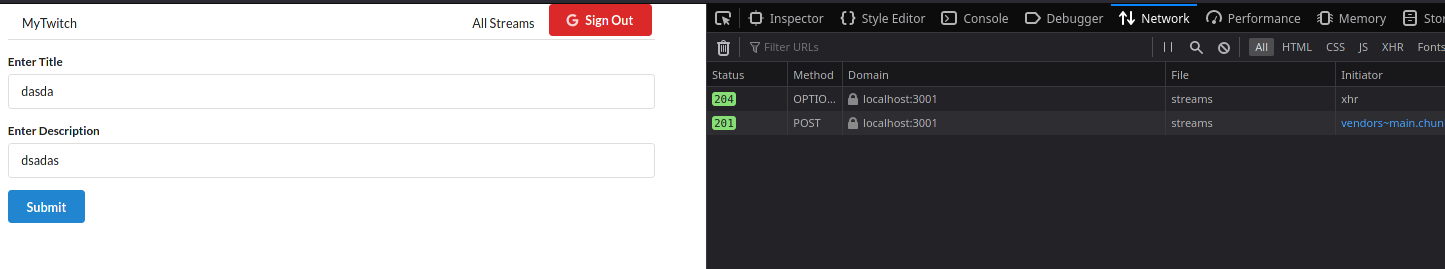 MyTwitch All Streams G Sign Out
Enter Title
dasda
Enter Description
dsadas
Submit
Inspector {} Style Editor Console Debugger Network Performance Memory Stor
Filter URLs All HTML CSS JS XHR Fonts
Status Method Domain File Initiator
204 OPTIO... localhost:3001 streams xhr
201 POST localhost:3001 streams vendors~main.chun